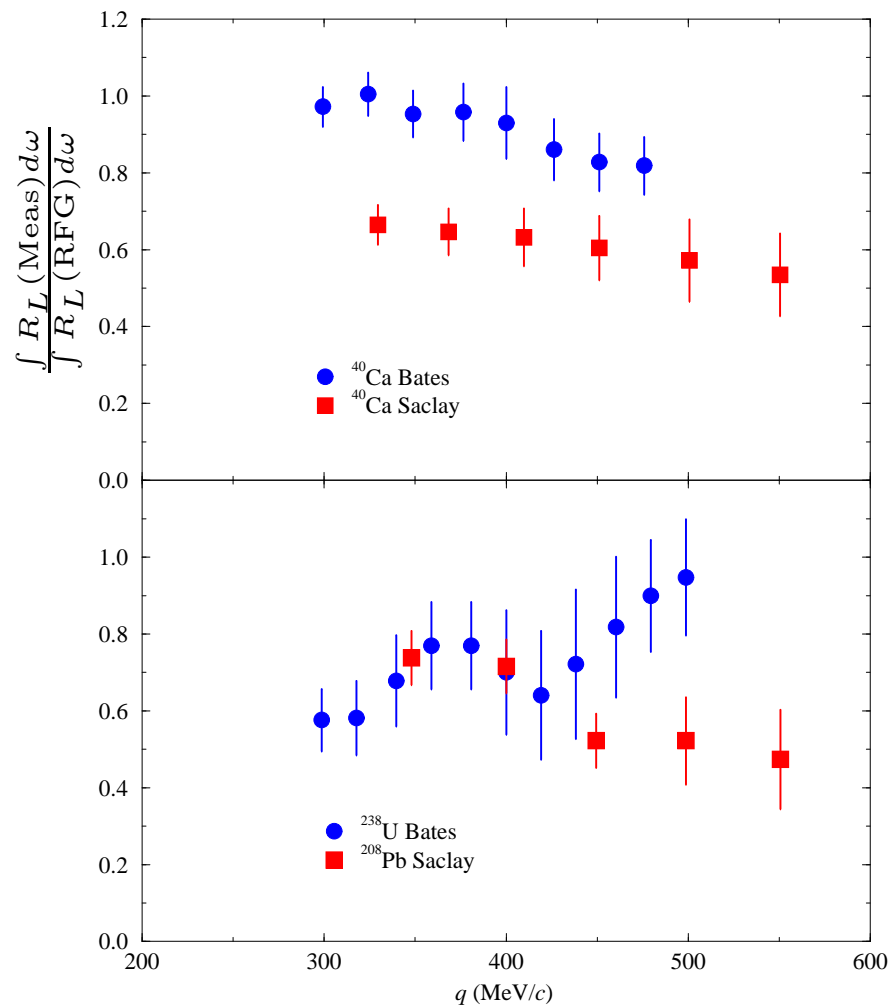 1.2
1.0
0.8
0.6
0.4
0.2
0.0
∫ R_L (Meas) dω
∫ R_L (RFG) dω
⁴⁰Ca Bates
⁴⁰Ca Saclay
1.0
0.8
0.6
0.4
0.2
0.0
²³⁸U Bates
²⁰⁸Pb Saclay
200 300 400 500 600
q (MeV/c)